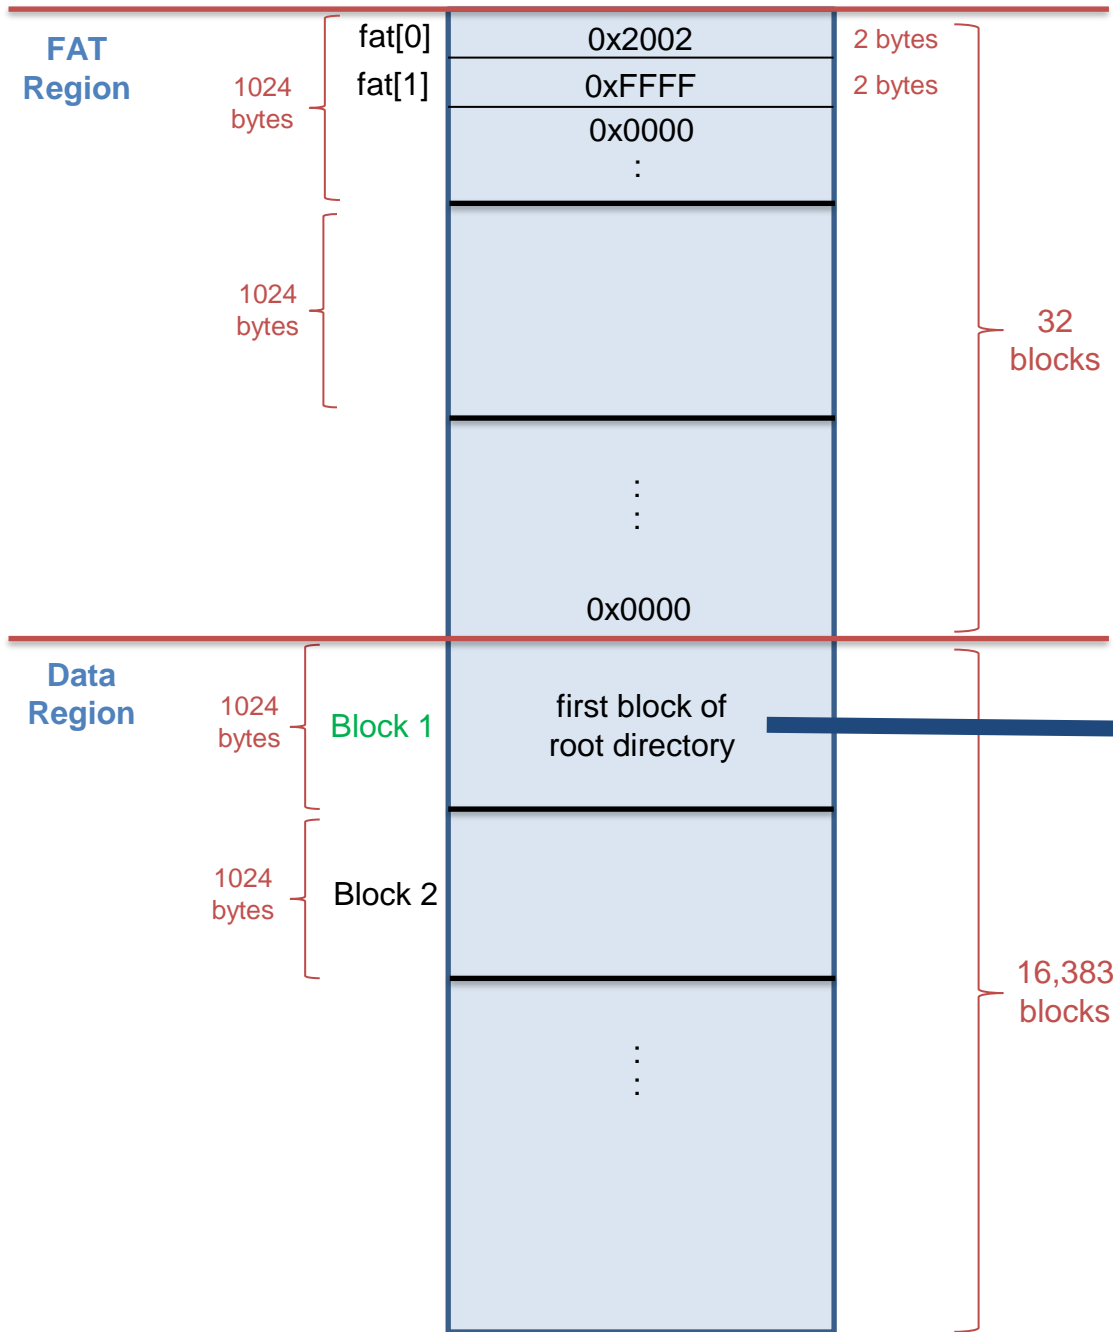 FAT
Region
fat[0]
0x2002
2 bytes
1024
bytes
fat[1]
0xFFFF
2 bytes
0x0000
:
1024
bytes
32
blocks
:
:
0x0000
Data
Region
1024
bytes
Block 1
first block of
root directory
1024
bytes
Block 2
16,383
blocks
:
: